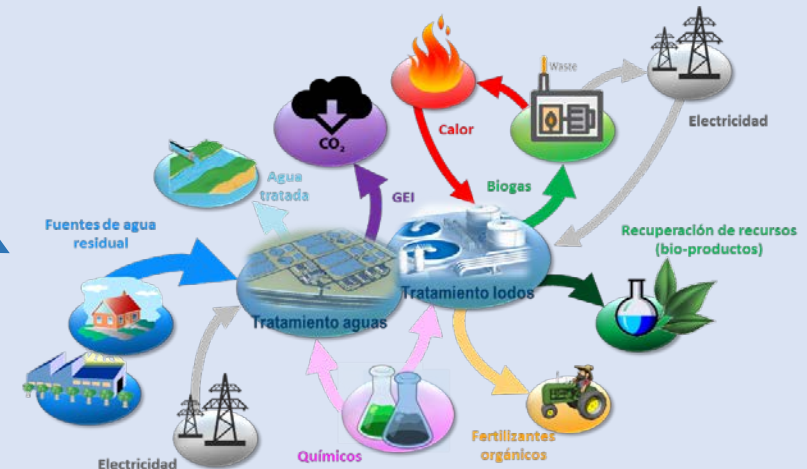 Waste
CO₂
Calor
Electricidad
Agua
tratada
GEI
Biogas
Fuentes de agua
residual
Recuperación de recursos
(bio-productos)
Tratamiento lodos
Tratamiento aguas
Químicos
Fertilizantes
orgánicos
Electricidad